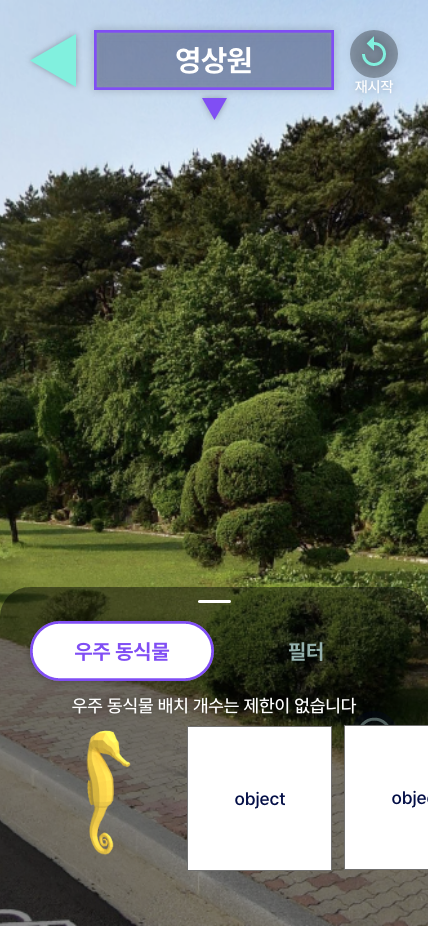 영상원
재시작
우주 동식물
필터
우주 동식물 배치 개수는 제한이 없습니다
object
obje